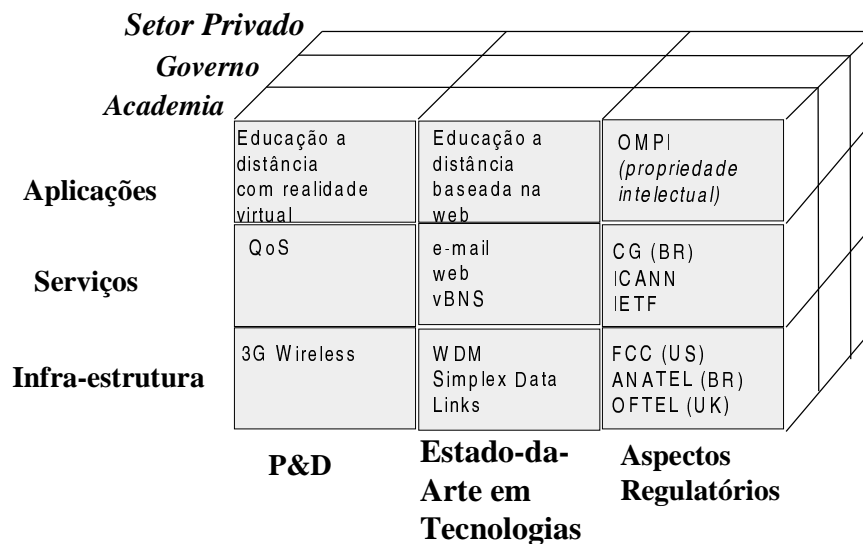 Setor Privado
Governo
Academia
Aplicações
Educação a
distância
com realidade
virtual
Educação a
distância
baseada na
web
OMPI
(propriedade
intelectual)
Serviços
QoS
e-mail
web
vBNS
CG (BR)
ICANN
IETF
Infra-estrutura
3G Wireless
WDM
Simplex Data
Links
FCC (US)
ANATEL (BR)
OFTEL (UK)
P&D
Estado-da-
Arte em
Tecnologias
Aspectos
Regulatórios